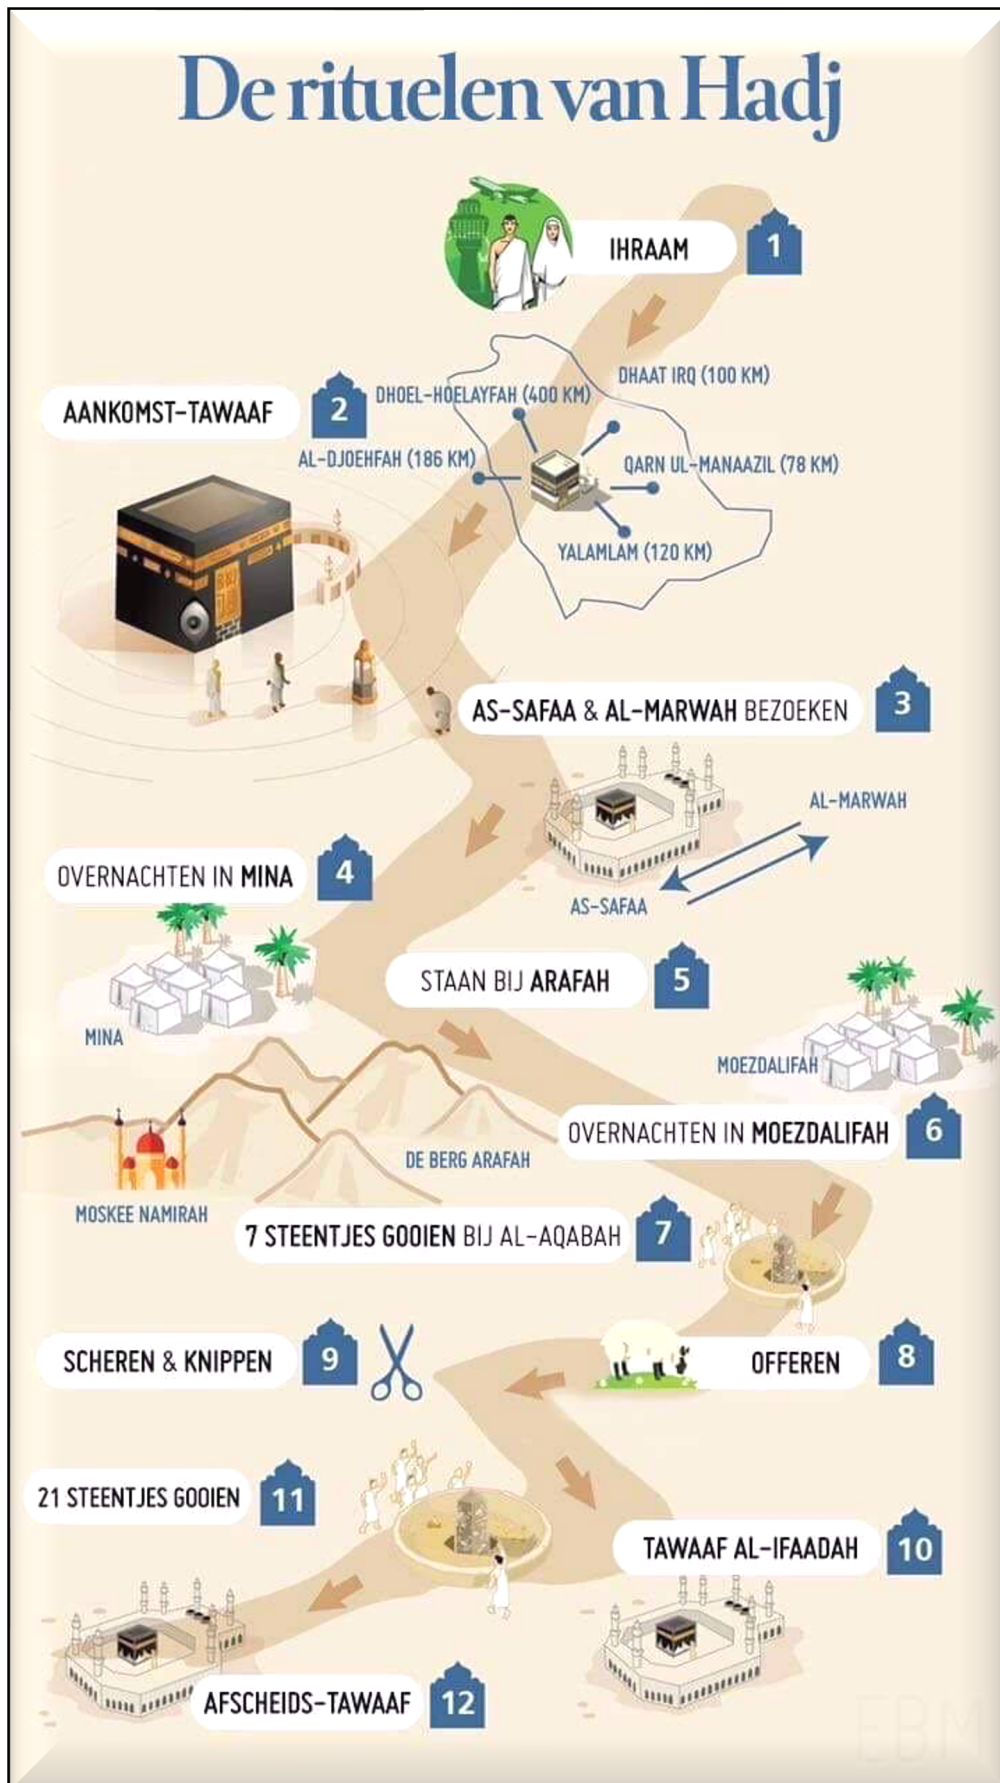 De rituelen van Hadj
IHRAAM
1
DHAAT IRQ (100 KM)
DHOEL-HOELAYFAH (400 KM)
AANKOMST-TAWAAF
2
AL-DJOEHFAH (186 KM)
QARN UL-MANAAZIL (78 KM)
YALAMLAM (120 KM)
AS-SAFAA & AL-MARWAH BEZOEKEN
3
AL-MARWAH
AS-SAFAA
OVERNACHTEN IN MINA
4
MINA
STAAN BIJ ARAFAH
5
MOEZDALIFAH
OVERNACHTEN IN MOEZDALIFAH
6
DE BERG ARAFAH
MOSKEE NAMIRAH
7 STEENTJES GOOIEN BIJ AL-AQABAH
7
OFFEREN
8
SCHEREN & KNIPPEN
9
TAWAAF AL-IFAADAH
10
21 STEENTJES GOOIEN
11
AFSCHEIDS-TAWAAF
12
EBM